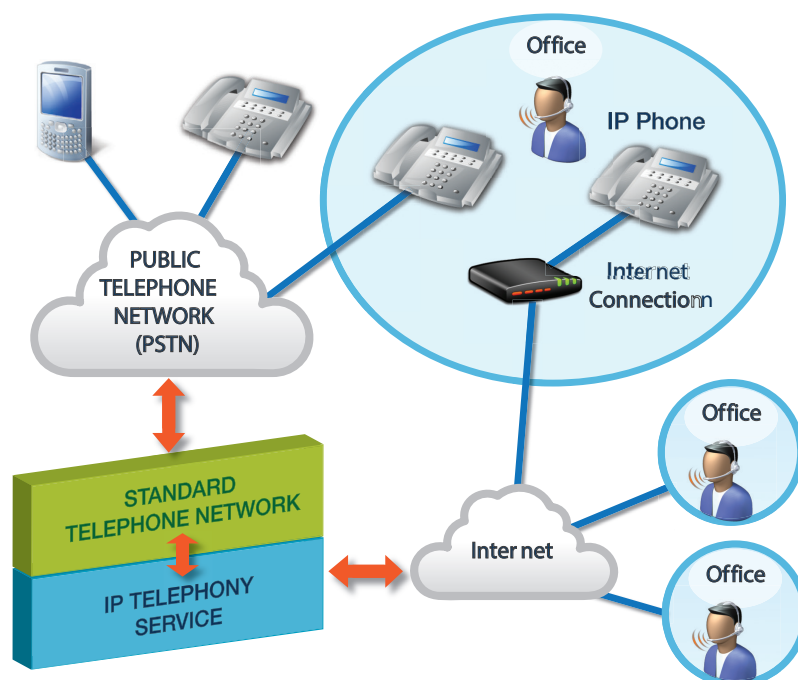 Office
IP Phone
PUBLIC
TELEPHONE
NETWORK
(PSTN)
Internet
Connection
STANDARD
TELEPHONE NETWORK
IP TELEPHONY
SERVICE
Internet
Office
Office